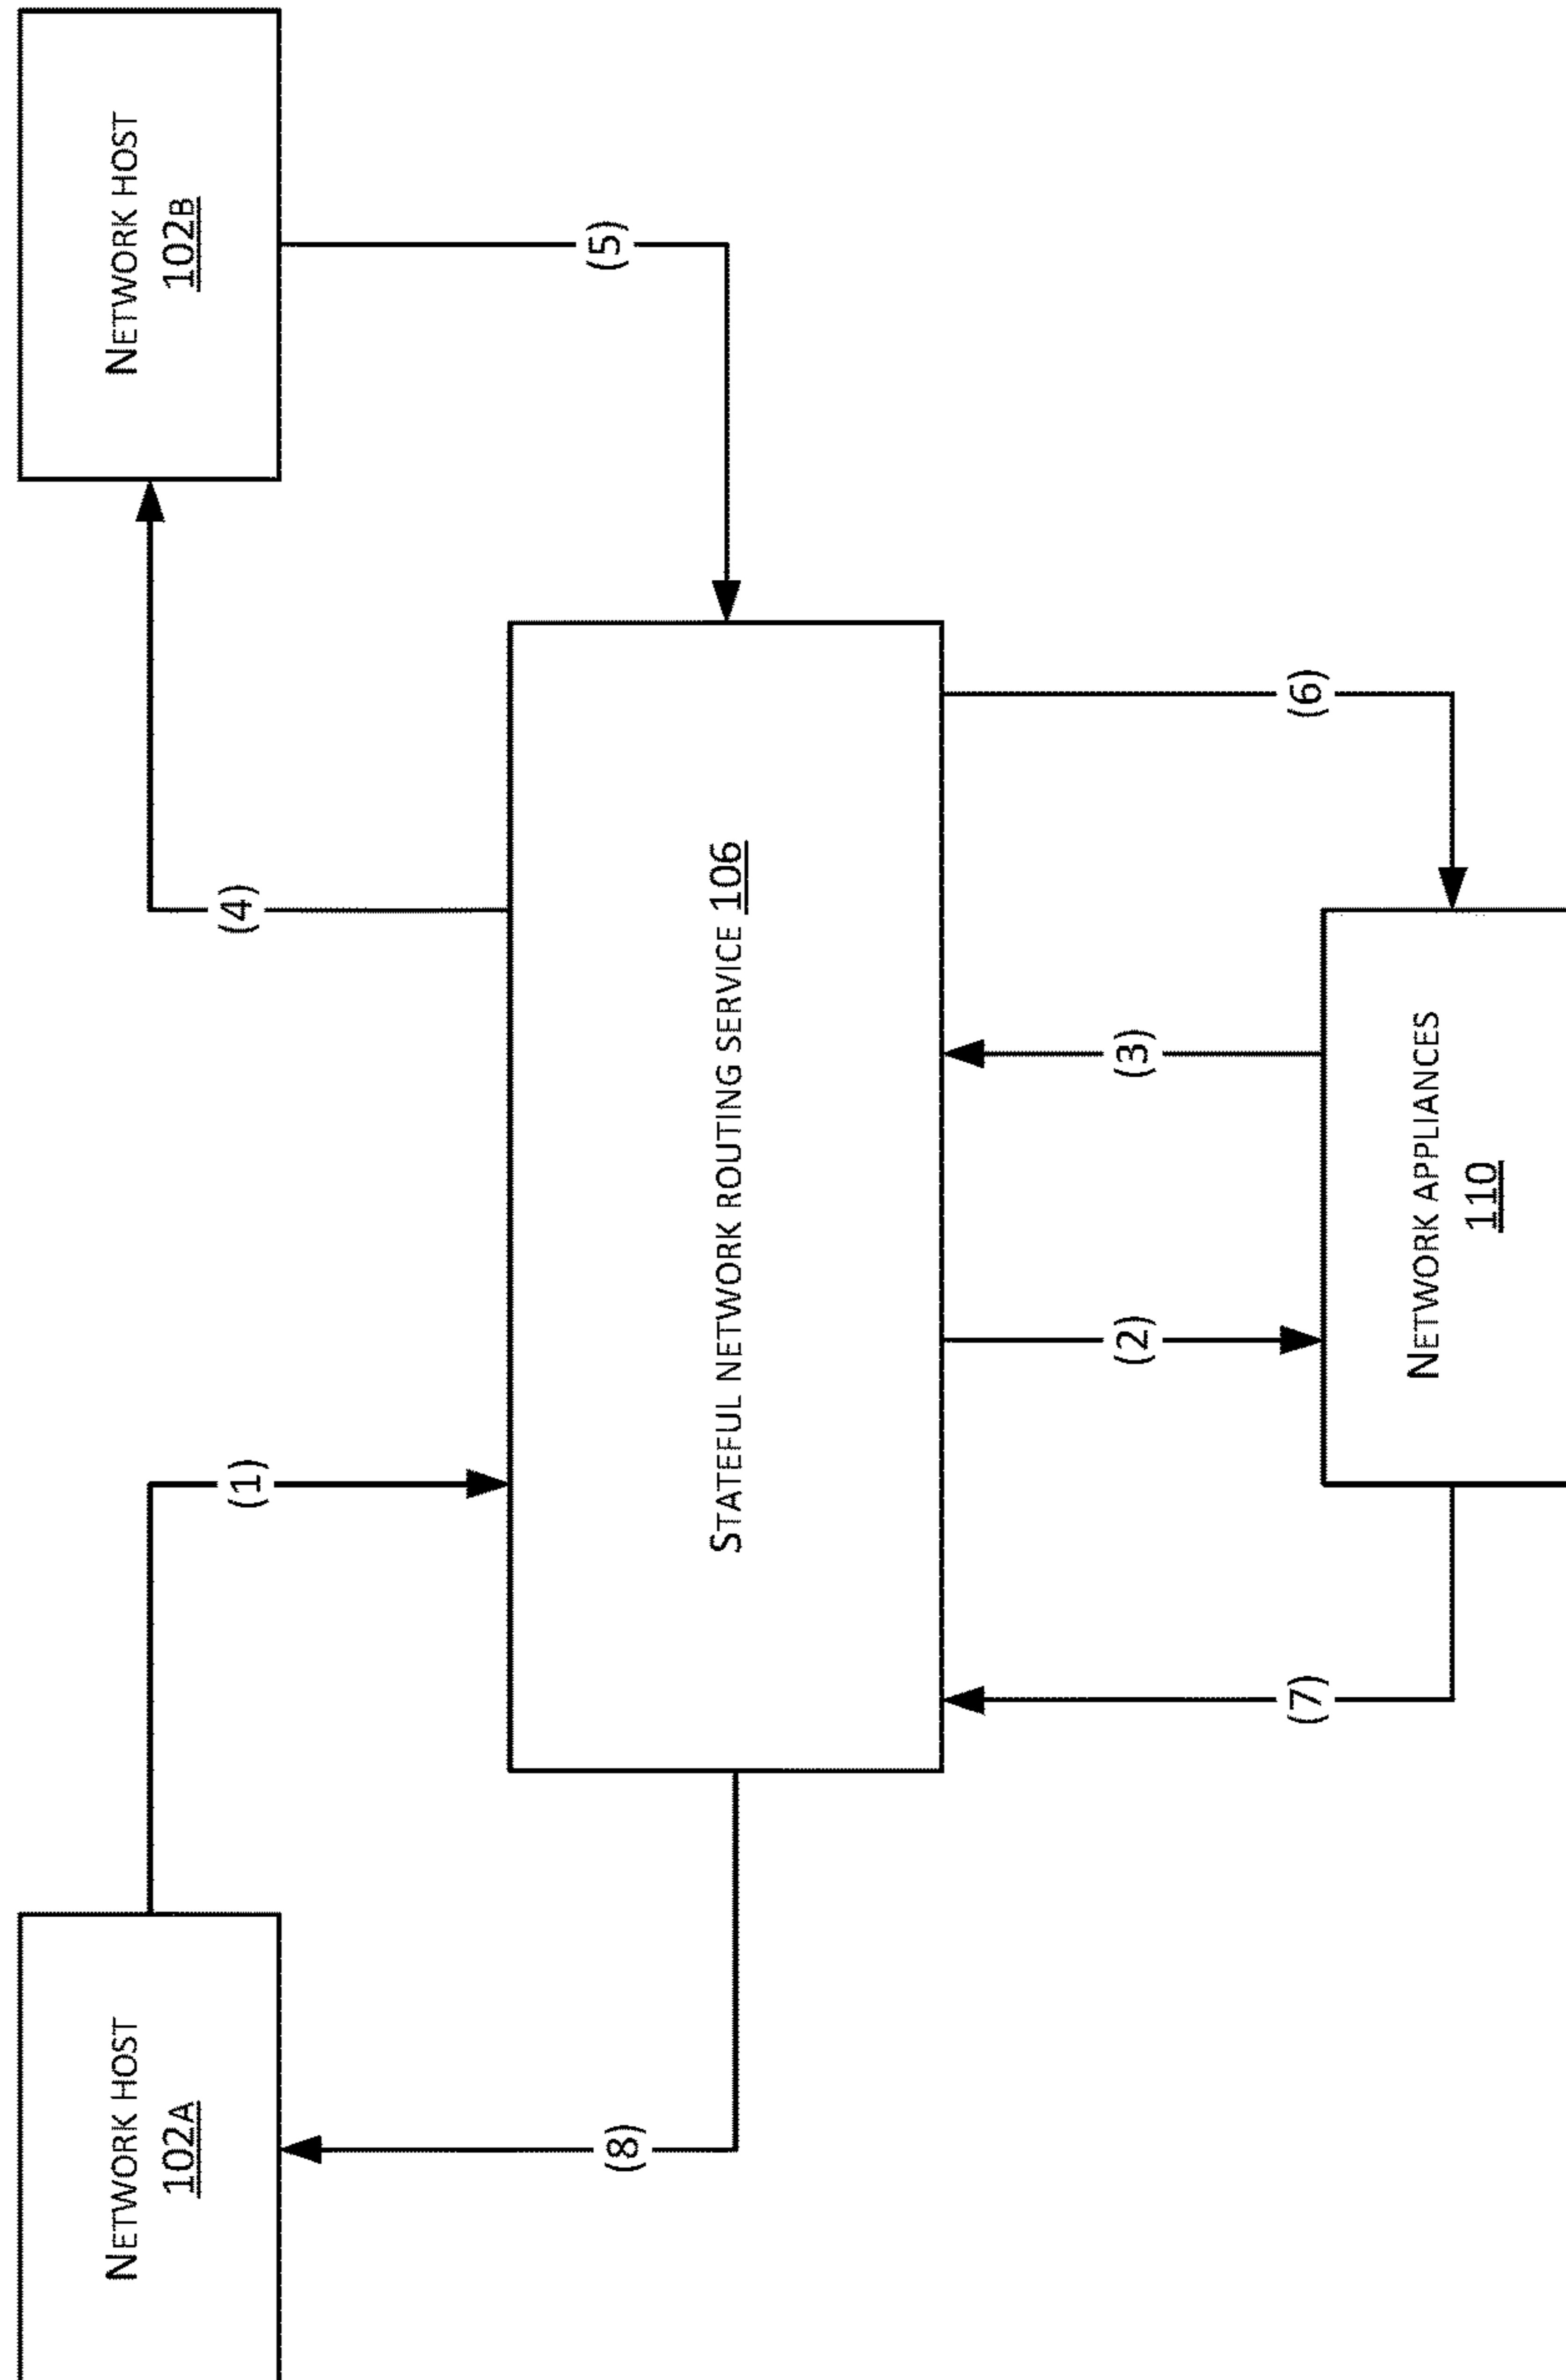 NETWORK HOST
102A
NETWORK HOST
102B
(1)
(4)
(8)
(5)
STATEFUL NETWORK ROUTING SERVICE 106
(2)
(3)
(7)
(6)
NETWORK APPLIANCES
110